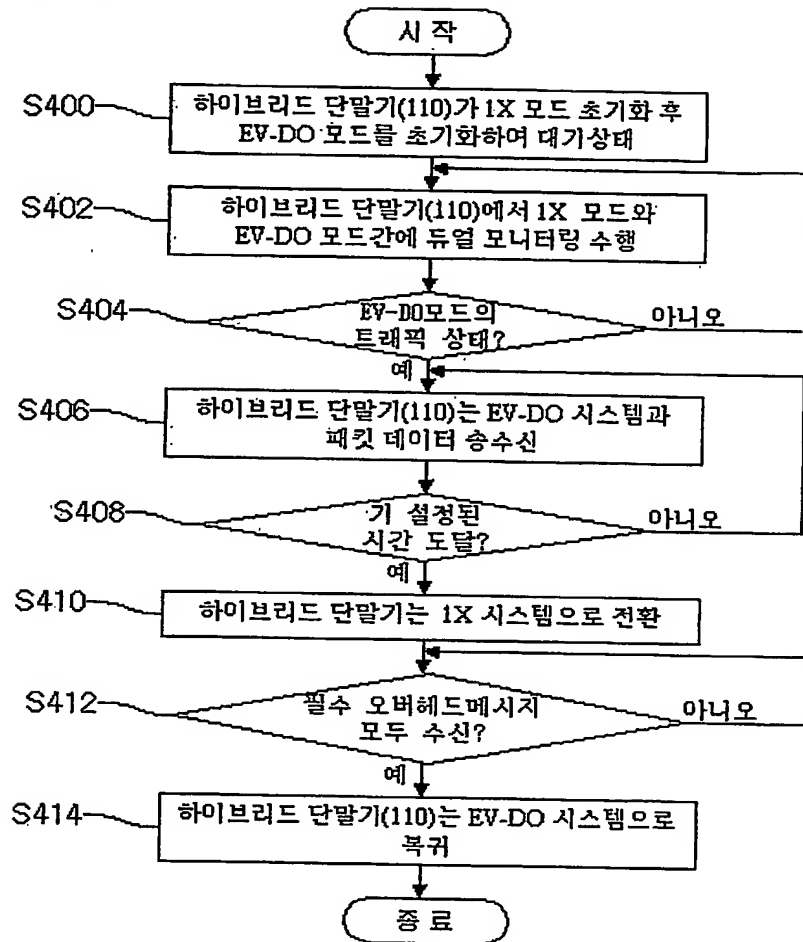 시 작
S400
하이브리드 단말기(110)가 1X 모드 초기화 후
EV-DO 모드를 초기화하여 대기상태
S402
하이브리드 단말기(110)에서 1X 모드와
EV-DO 모드간에 듀얼 모니터링 수행
S404
EV-DO모드의
트래픽 상태?
아니오
예
S406
하이브리드 단말기(110)는 EV-DO 시스템과
패킷 데이터 송수신
S408
기 설정된
시간 도달?
아니오
예
S410
하이브리드 단말기는 1X 시스템으로 전환
S412
필수 오버헤드메시지
모두 수신?
아니오
예
S414
하이브리드 단말기(110)는 EV-DO 시스템으로
복귀
종 료